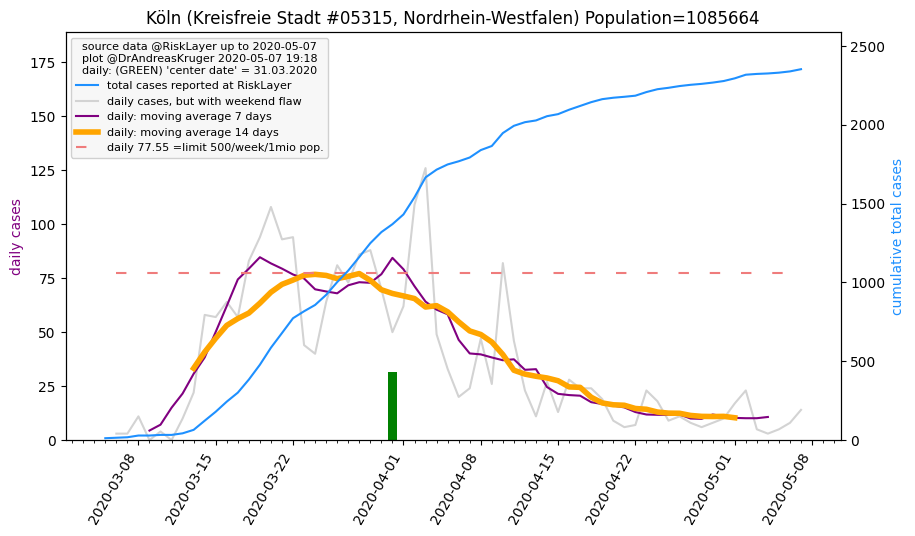 Köln (Kreisfreie Stadt #05315, Nordrhein-Westfalen) Population=1085664
source data @RiskLayer up to 2020-05-07
plot @DrAndreasKruger 2020-05-07 19:18
daily: (GREEN) 'center date' = 31.03.2020
total cases reported at RiskLayer
daily cases, but with weekend flaw
daily: moving average 7 days
daily: moving average 14 days
daily 77.55 =limit 500/week/1mio pop.
daily cases
175
150
125
100
75
50
25
0
2500
2000
1500
1000
500
0
cumulative total cases
2020-03-08
2020-03-15
2020-03-22
2020-04-01
2020-04-08
2020-04-15
2020-04-22
2020-05-01
2020-05-08